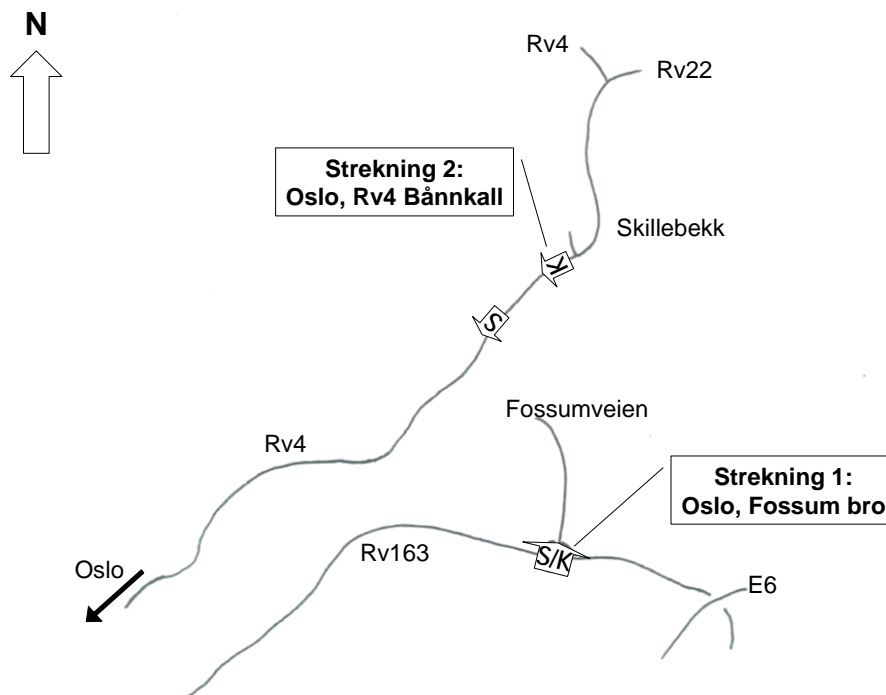 N
Rv4
Rv22
Strekning 2:
Oslo, Rv4 Bånnkall
Skillebekk
K
S
Fossumveien
Rv4
Strekning 1:
Oslo, Fossum bro
Rv163
S/K
Oslo
E6